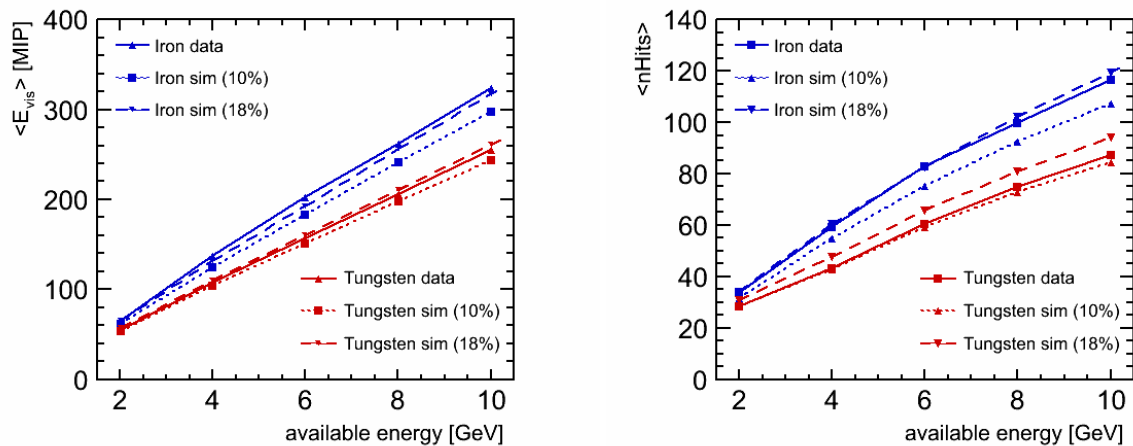 <E_vis> [MIP]
400
300
200
100
0
Iron data
Iron sim (10%)
Iron sim (18%)
Tungsten data
Tungsten sim (10%)
Tungsten sim (18%)
2 4 6 8 10
available energy [GeV]
<nHits>
140
120
100
80
60
40
20
0
Iron data
Iron sim (10%)
Iron sim (18%)
Tungsten data
Tungsten sim (10%)
Tungsten sim (18%)
2 4 6 8 10
available energy [GeV]